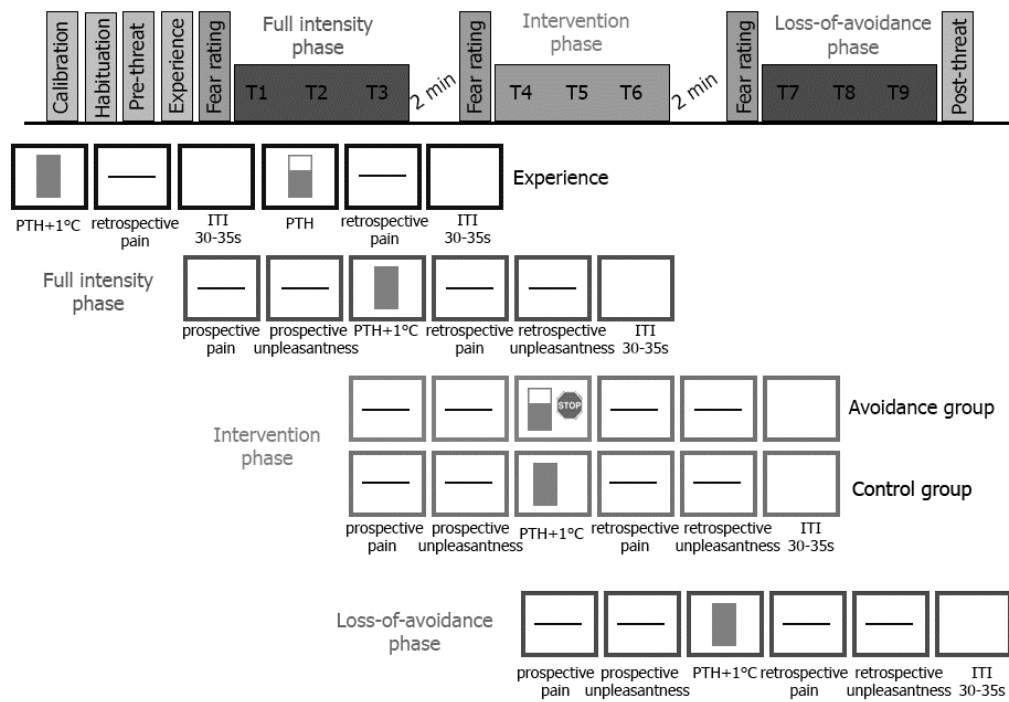 Calibration
Habituation
Pre-threat
Experience
Fear rating
Full intensity
phase
T1 T2 T3
2 min
Fear rating
Intervention
phase
T4 T5 T6
2 min
Fear rating
Loss-of-avoidance
phase
T7 T8 T9
Post-threat
Experience
PTH+1°C
retrospective
pain
ITI
30-35s
PTH
retrospective
pain
ITI
30-35s
Full intensity
phase
prospective
pain
prospective
unpleasantness
PTH+1°C
retrospective
pain
retrospective
unpleasantness
ITI
30-35s
Intervention
phase
STOP
Avoidance group
Control group
prospective
pain
prospective
unpleasantness
PTH+1°C
retrospective
pain
retrospective
unpleasantness
ITI
30-35s
Loss-of-avoidance
phase
prospective
pain
prospective
unpleasantness
PTH+1°C
retrospective
pain
retrospective
unpleasantness
ITI
30-35s